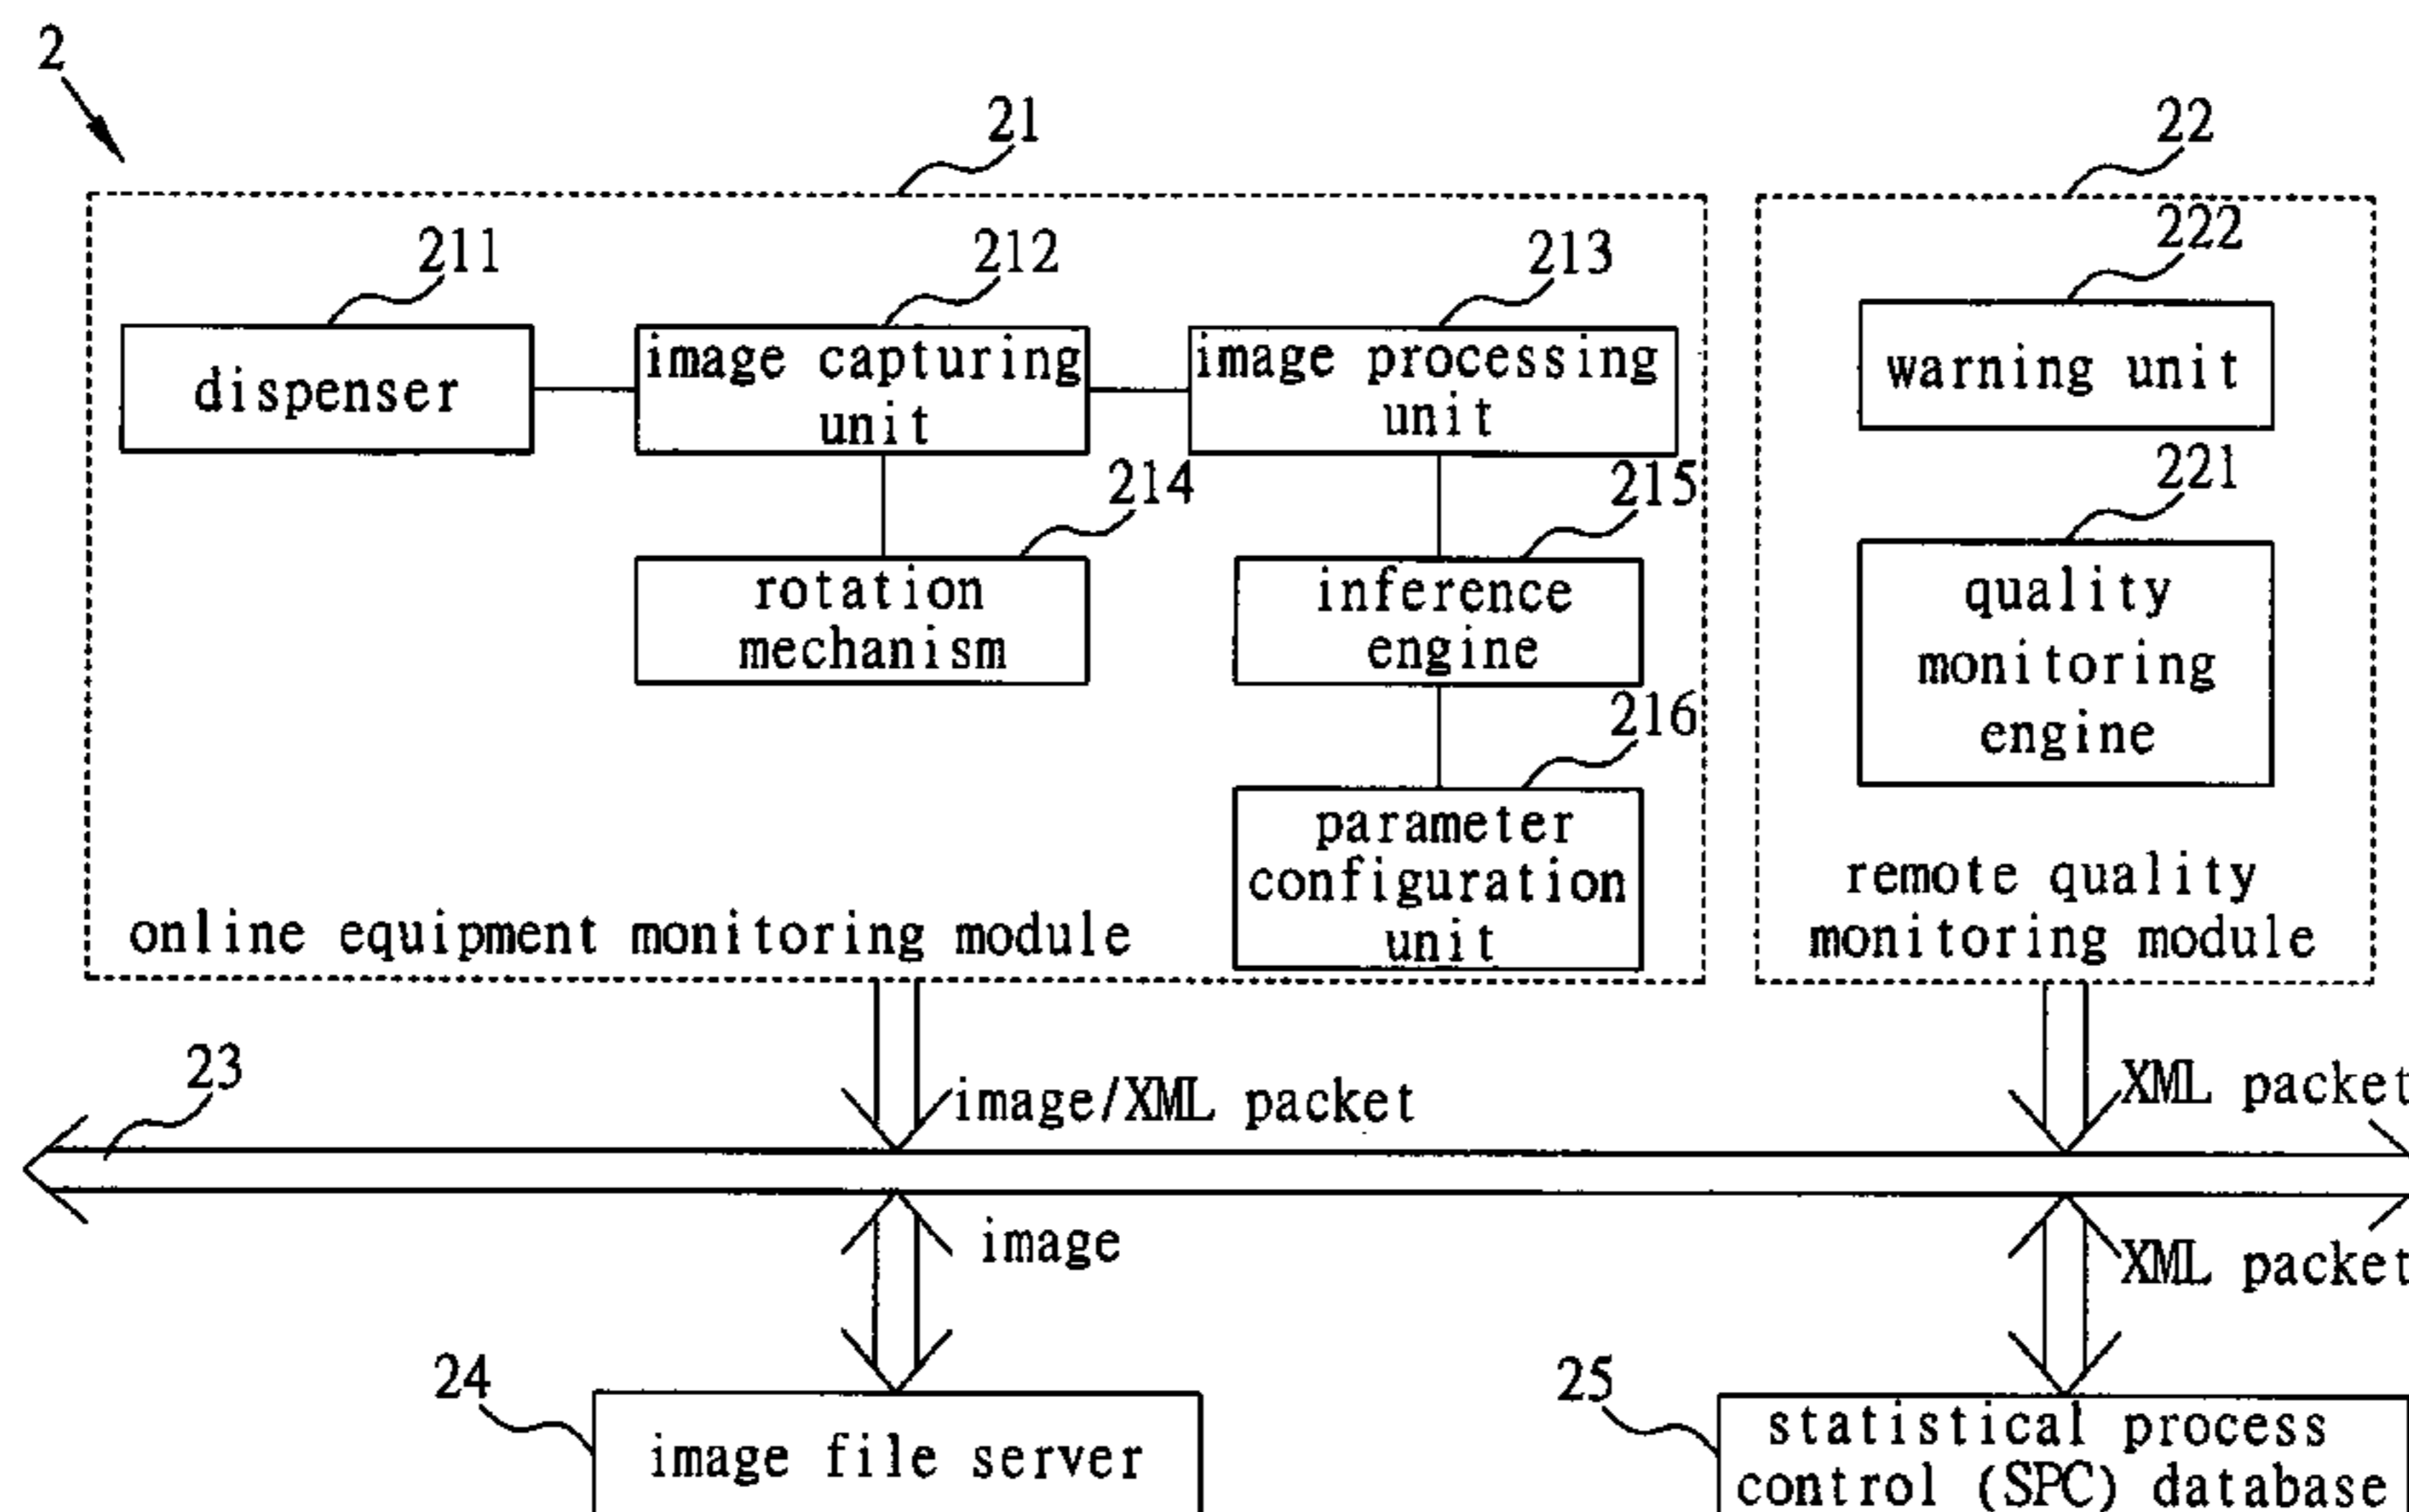 2
21
22
211
212
213
222
dispenser
image capturing
unit
image processing
unit
warning unit
214
215
221
rotation
mechanism
inference
engine
quality
monitoring
engine
216
parameter
configuration
unit
online equipment monitoring module
remote quality
monitoring module
23
image/XML packet
XML packet
image
XML packet
24
image file server
25
statistical process
control (SPC) database